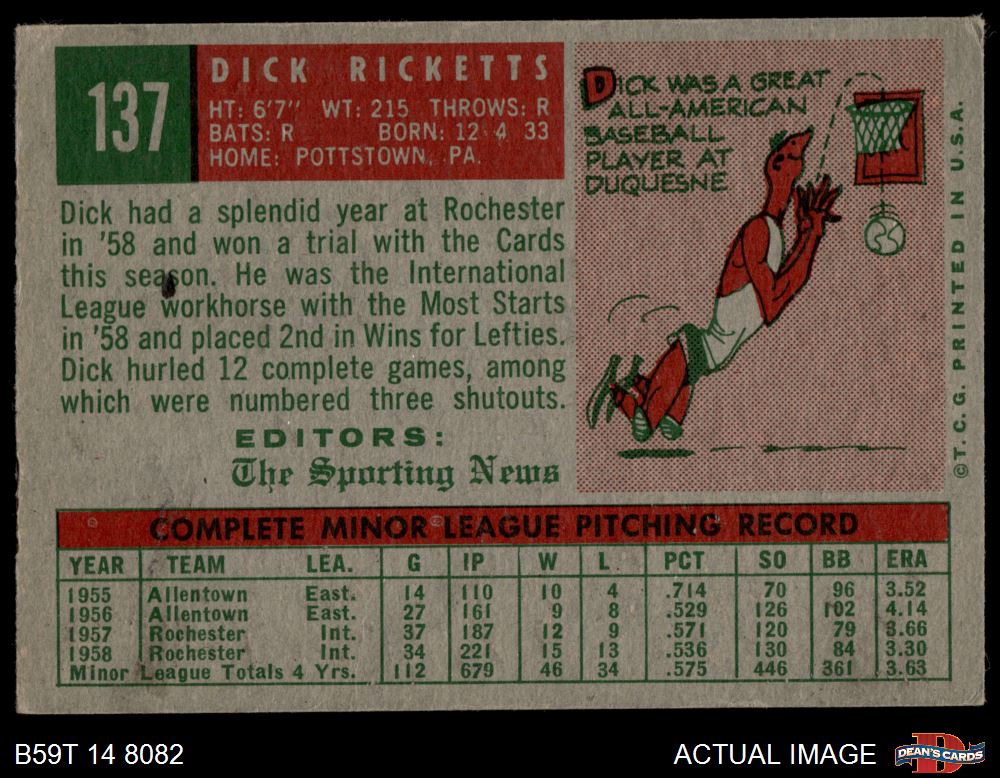 137
DICK RICKETTS
HT: 6'7" WT: 215 THROWS: R
BATS: R BORN: 12 4 33
HOME: POTTSTOWN, PA.
DICK WAS A GREAT
ALL-AMERICAN
BASEBALL
PLAYER AT
DUQUESNE
Dick had a splendid year at Rochester
in '58 and won a trial with the Cards
this season. He was the International
League workhorse with the Most Starts
in '58 and placed 2nd in Wins for Lefties.
Dick hurled 12 complete games, among
which were numbered three shutouts.
EDITORS:
The Sporting News
©T. C. G. PRINTED IN U.S.A.
COMPLETE MINOR LEAGUE PITCHING RECORD
YEAR TEAM LEA. G IP W L PCT SO BB ERA
1955 Allentown East. 14 110 10 4 .714 70 96 3.52
1956 Allentown East. 27 161 9 8 .529 126 102 4.14
1957 Rochester Int. 37 187 12 9 .571 120 79 3.66
1958 Rochester Int. 34 221 15 13 .536 130 84 3.30
Minor League Totals 4 Yrs. 112 679 46 34 .575 446 361 3.63
B59T 14 8082
ACTUAL IMAGE
DEAN'S CARDS